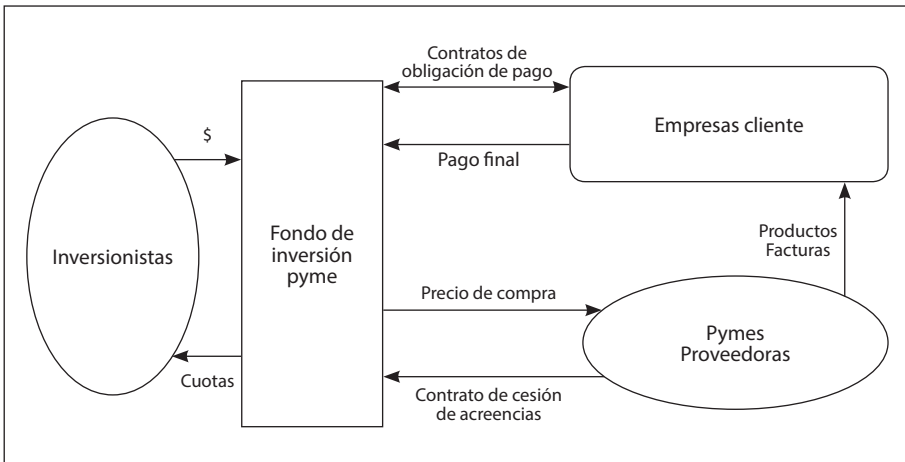 Contratos de
obligación de pago
Empresas cliente
$
Pago final
Inversionistas
Fondo de
inversión
pyme
Productos
Facturas
Precio de compra
Pymes
Proveedoras
Cuotas
Contrato de cesión
de acreencias